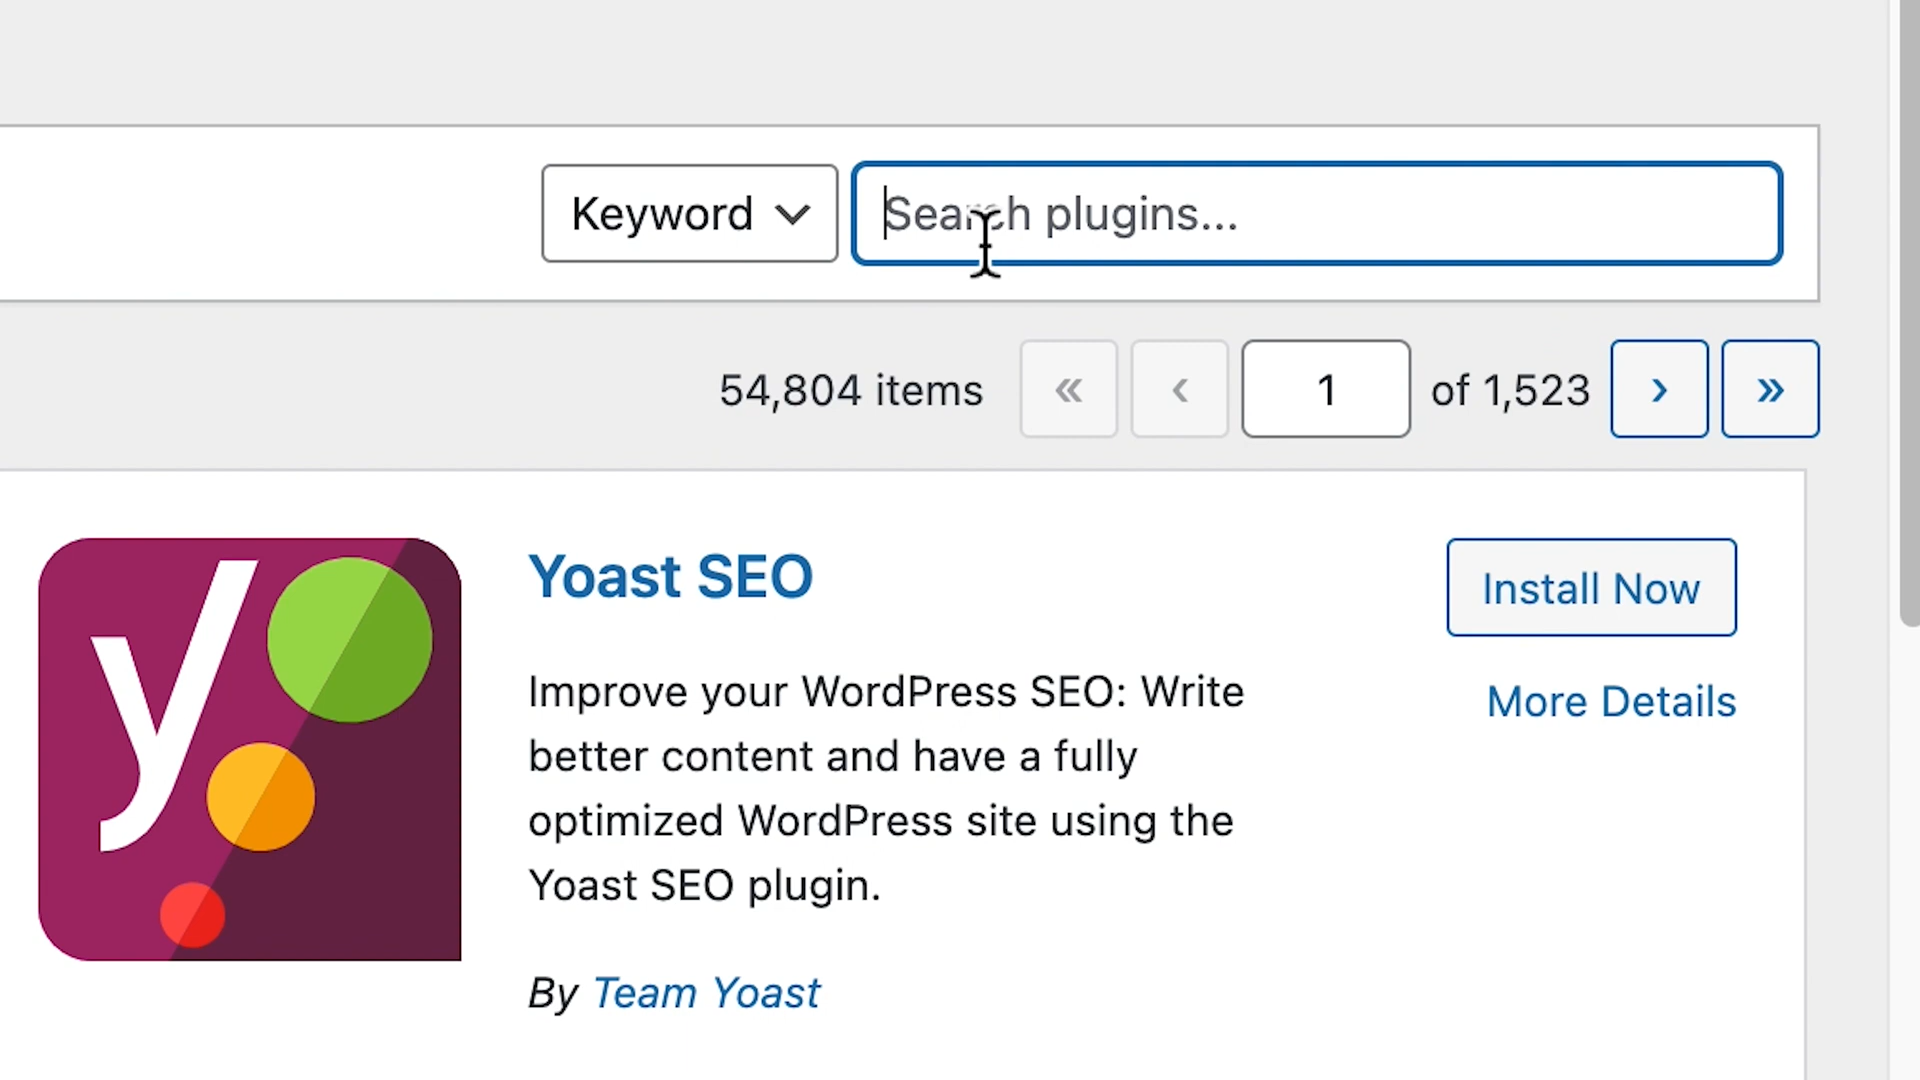 Keyword Search plugins...
54,804 items « ‹ 1 of 1,523 › »
y
Yoast SEO
Install Now
Improve your WordPress SEO: Write
More Details
better content and have a fully
optimized WordPress site using the
Yoast SEO plugin.
By Team Yoast